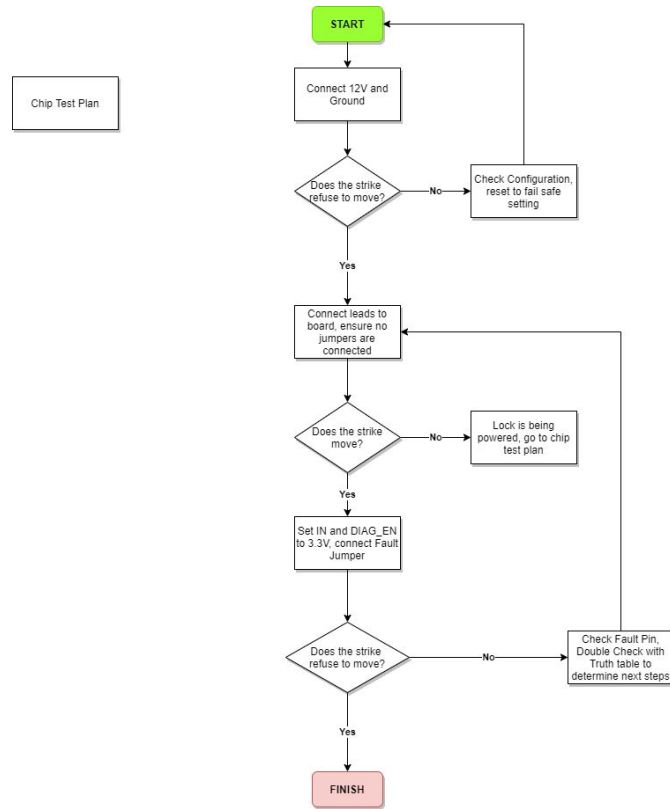 START
Chip Test Plan
Connect 12V and
Ground
Does the strike
refuse to move?
No
Check Configuration,
reset to fail safe
setting
Yes
Connect leads to
board, ensure no
jumpers are
connected
Does the strike
move?
No
Lock is being
powered, go to chip
test plan
Yes
Set IN and DIAG_EN
to 3.3V, connect Fault
Jumper
Does the strike
refuse to move?
No
Check Fault Pin,
Double Check with
Truth table to
determine next steps
Yes
FINISH